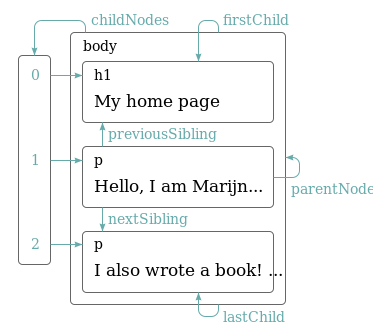 childNodes
firstChild
body
0
h1
My home page
previousSibling
1
p
Hello, I am Marijn...
parentNode
nextSibling
2
p
I also wrote a book! ...
lastChild